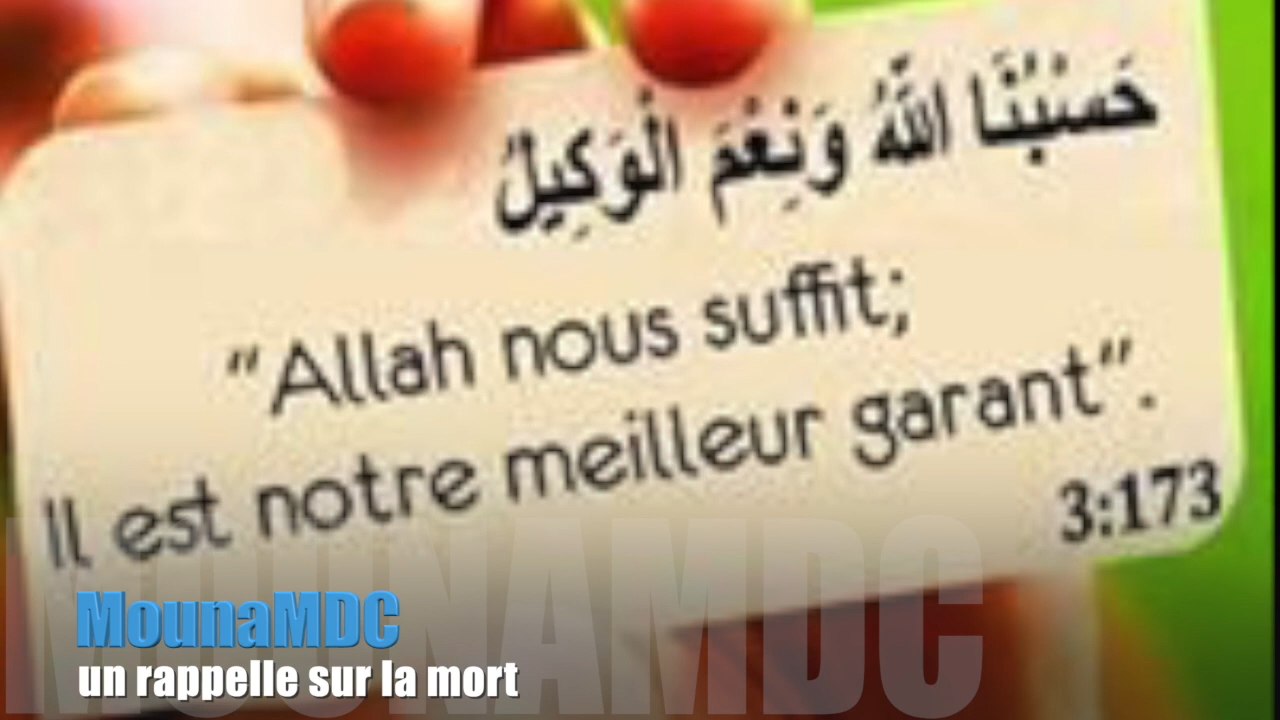 حَسْبُنَا اللَّهُ وَنِعْمَ الْوَكِيلُ
"Allah nous suffit;
Il est notre meilleur garant".
3:173
MOUNAMDC
MounaMDC
un rappelle sur la mort